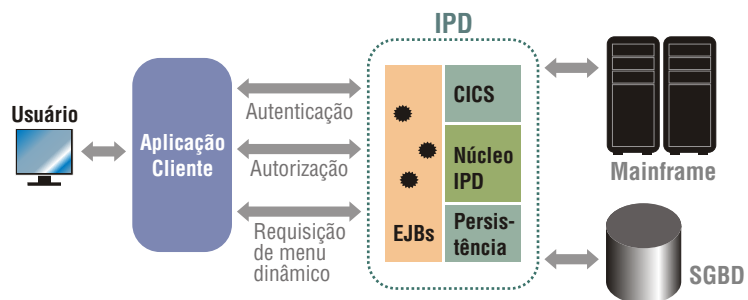 IPD
Usuário
Aplicação
Cliente
Autenticação
Autorização
Requisição
de menu
dinâmico
EJBs
CICS
Núcleo
IPD
Persis-
tência
Mainframe
SGBD